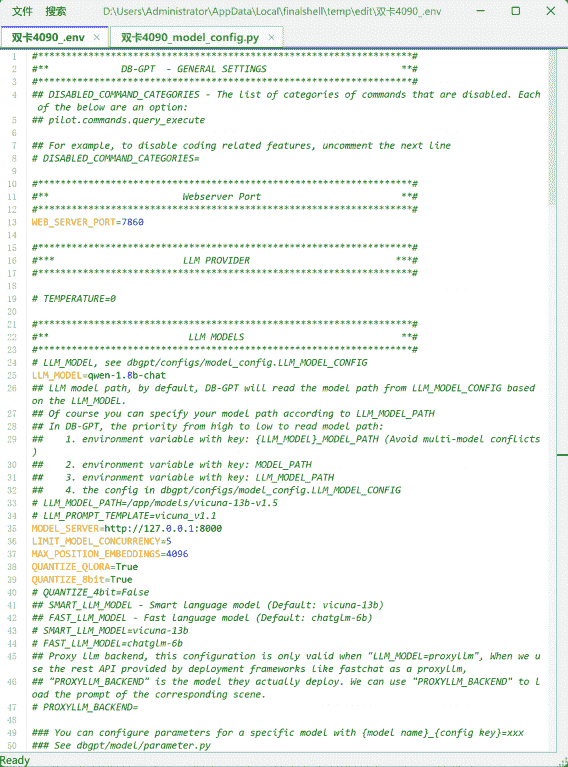 文件 搜索 D:\Users\Administrator\AppData\Local\finalshell\temp\edit\双卡4090_.env
双卡4090_.env 双卡4090_model_config.py
1 #*******************************************************************#
2 #** DB-GPT - GENERAL SETTINGS **#
3 #*******************************************************************#
4 ## DISABLED_COMMAND_CATEGORIES - The list of categories of commands that are disabled. Each
of the below are an option:
5 ## pilot.commands.query_execute
6
7 ## For example, to disable coding related features, uncomment the next line
8 # DISABLED_COMMAND_CATEGORIES=
9
10 #*******************************************************************#
11 #** Webserver Port **#
12 #*******************************************************************#
13 WEB_SERVER_PORT=7860
14
15 #*******************************************************************#
16 #*** LLM PROVIDER ***#
17 #*******************************************************************#
18
19 # TEMPERATURE=0
20
21 #*******************************************************************#
22 #** LLM MODELS **#
23 #*******************************************************************#
24 # LLM_MODEL, see dbgpt/configs/model_config.LLM_MODEL_CONFIG
25 LLM_MODEL=qwen-1.8b-chat
26 ## LLM model path, by default, DB-GPT will read the model path from LLM_MODEL_CONFIG based
on the LLM_MODEL.
27 ## Of course you can specify your model path according to LLM_MODEL_PATH
28 ## In DB-GPT, the priority from high to low to read model path:
29 ## 1. environment variable with key: {LLM_MODEL}_MODEL_PATH (Avoid multi-model conflicts
)
30 ## 2. environment variable with key: MODEL_PATH
31 ## 3. environment variable with key: LLM_MODEL_PATH
32 ## 4. the config in dbgpt/configs/model_config.LLM_MODEL_CONFIG
33 # LLM_MODEL_PATH=/app/models/vicuna-13b-v1.5
34 # LLM_PROMPT_TEMPLATE=vicuna_v1.1
35 MODEL_SERVER=http://127.0.0.1:8000
36 LIMIT_MODEL_CONCURRENCY=5
37 MAX_POSITION_EMBEDDINGS=4096
38 QUANTIZE_QLORA=True
39 QUANTIZE_8bit=True
40 # QUANTIZE_4bit=False
41 ## SMART_LLM_MODEL - Smart language model (Default: vicuna-13b)
42 ## FAST_LLM_MODEL - Fast language model (Default: chatglm-6b)
43 # SMART_LLM_MODEL=vicuna-13b
44 # FAST_LLM_MODEL=chatglm-6b
45 ## Proxy llm backend, this configuration is only valid when "LLM_MODEL=proxyllm", When we u
se the rest API provided by deployment frameworks like fastchat as a proxyllm,
46 ## "PROXYLLM_BACKEND" is the model they actually deploy. We can use "PROXYLLM_BACKEND" to l
oad the prompt of the corresponding scene.
47 # PROXYLLM_BACKEND=
48
49 ### You can configure parameters for a specific model with {model name}_{config key}=xxx
50 ### See dbgpt/model/parameter.py
Ready